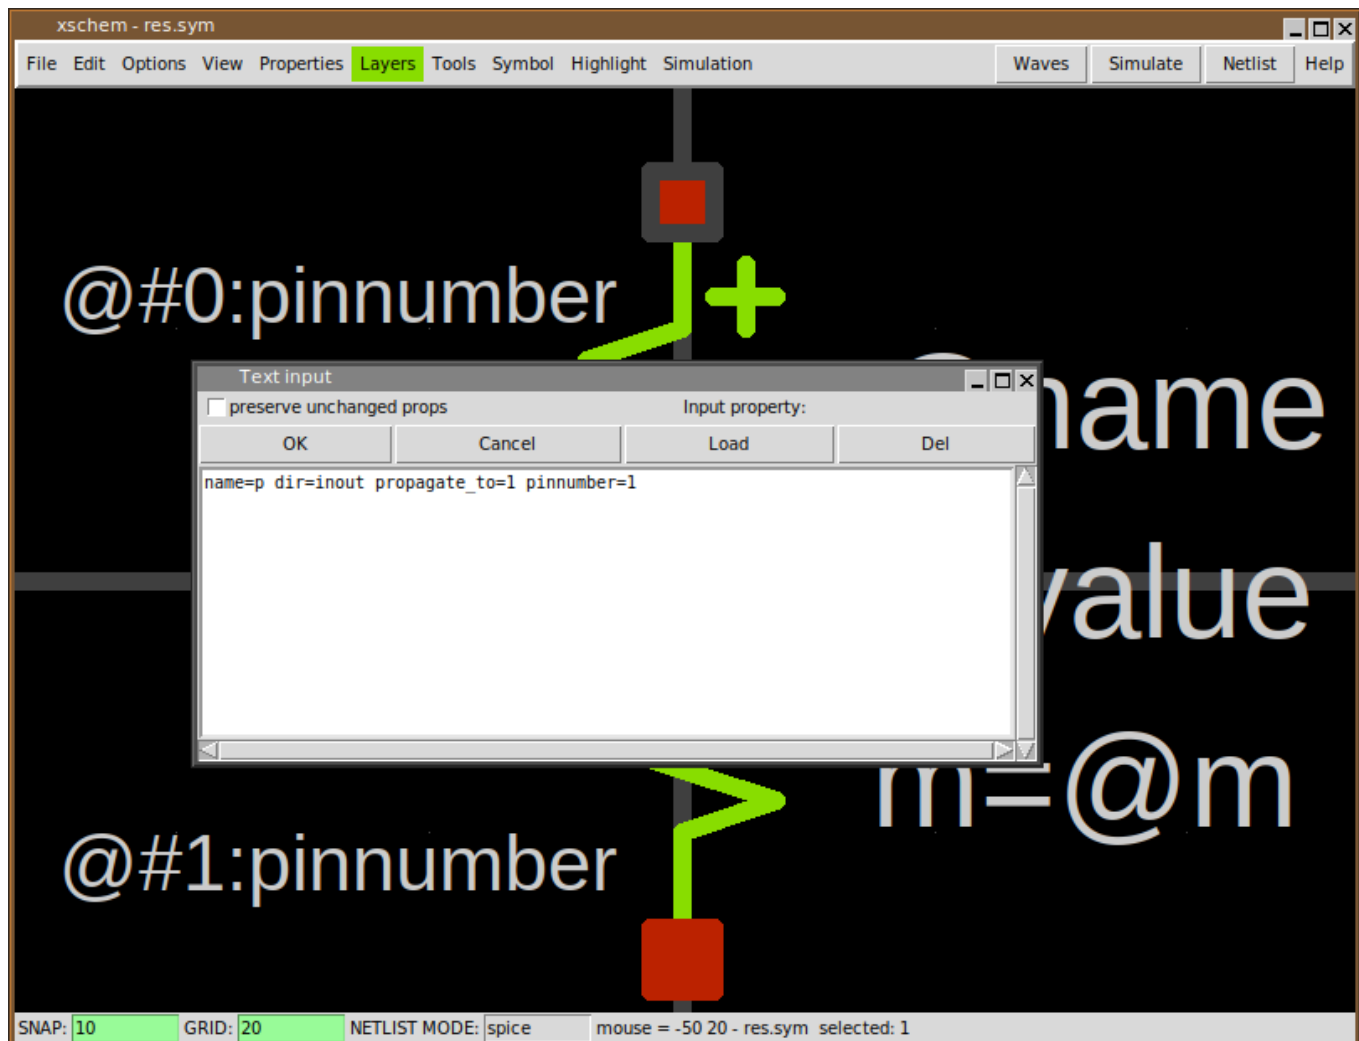 xschem - res.sym
File Edit Options View Properties Layers Tools Symbol Highlight Simulation Waves Simulate Netlist Help
@#0:pinnumber
Text input
preserve unchanged props Input property:
OK Cancel Load Del
name=p dir=inout propagate_to=1 pinnumber=1
name
value
m=@m
@#1:pinnumber
SNAP: 10 GRID: 20 NETLIST MODE: spice mouse = -50 20 - res.sym selected: 1